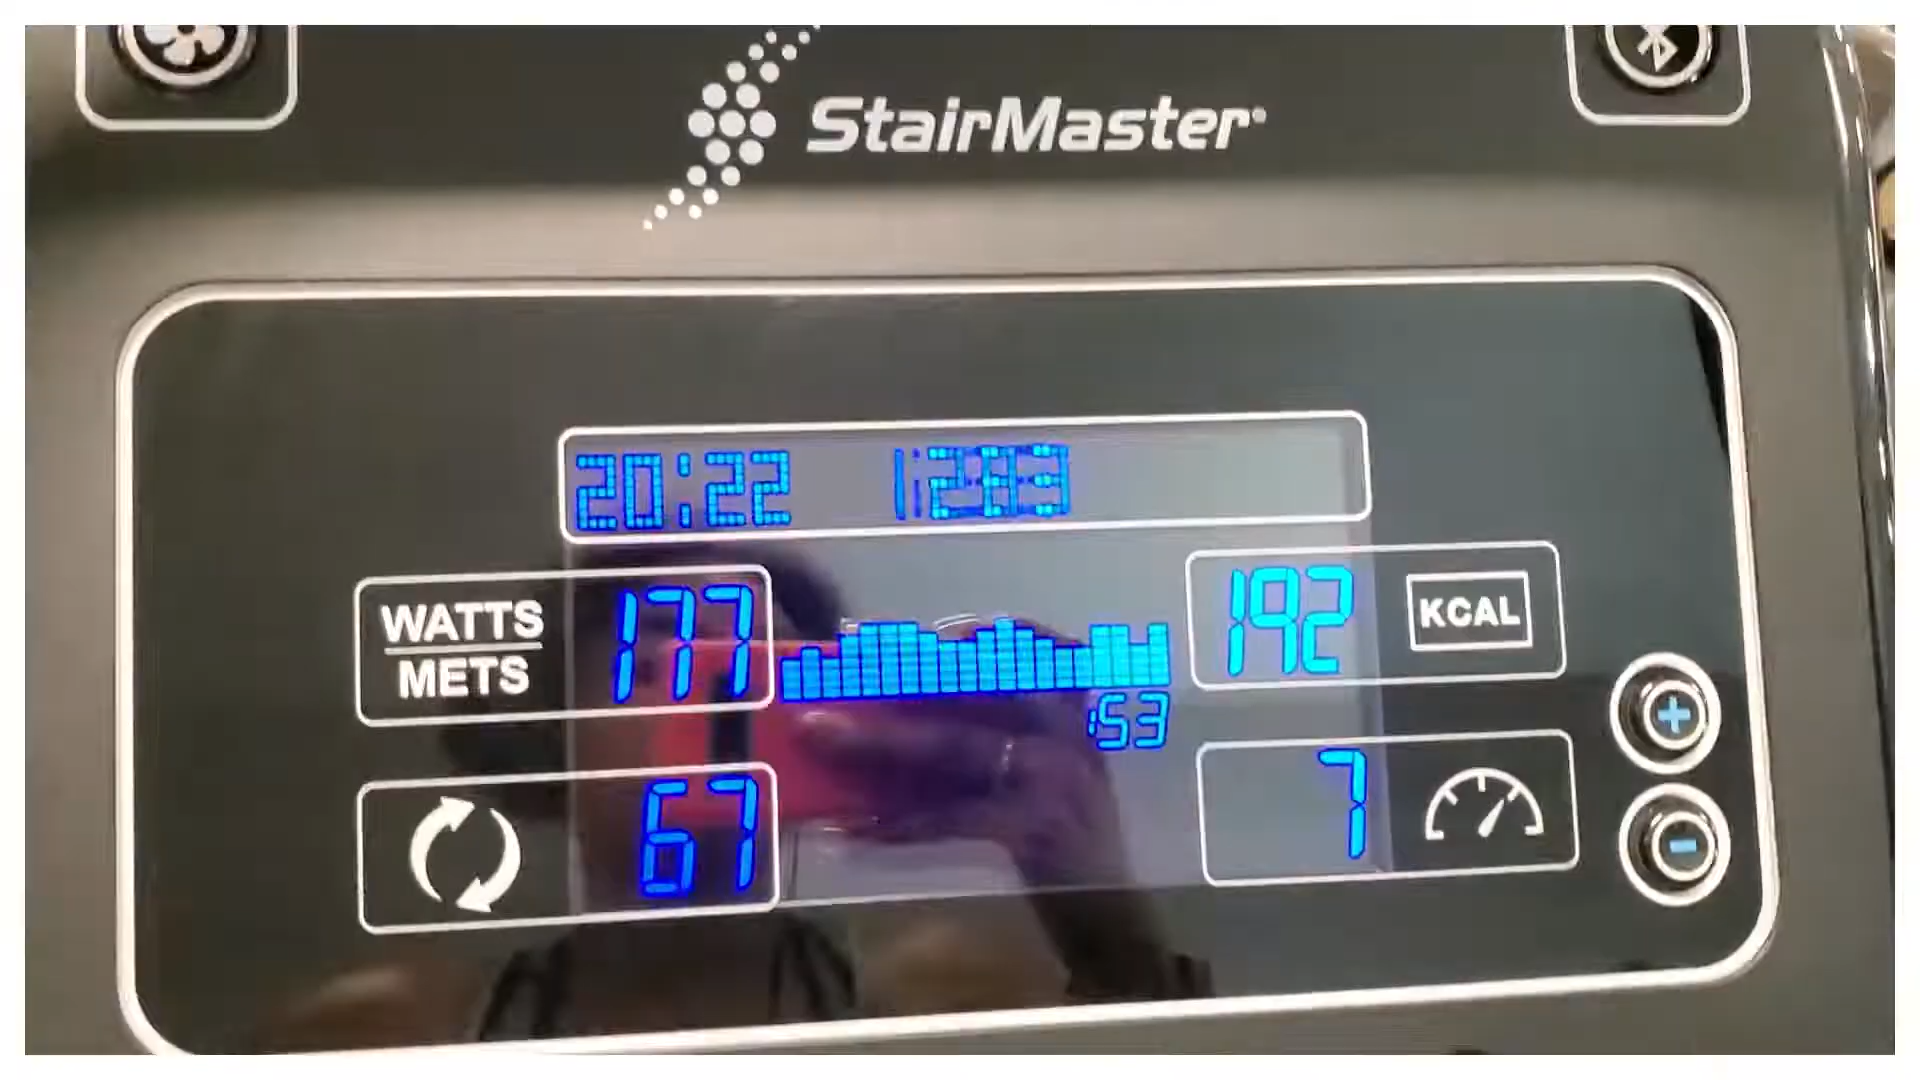 StairMaster
20:22
WATTS 177
METS
192 KCAL
:53
67
7
+
-